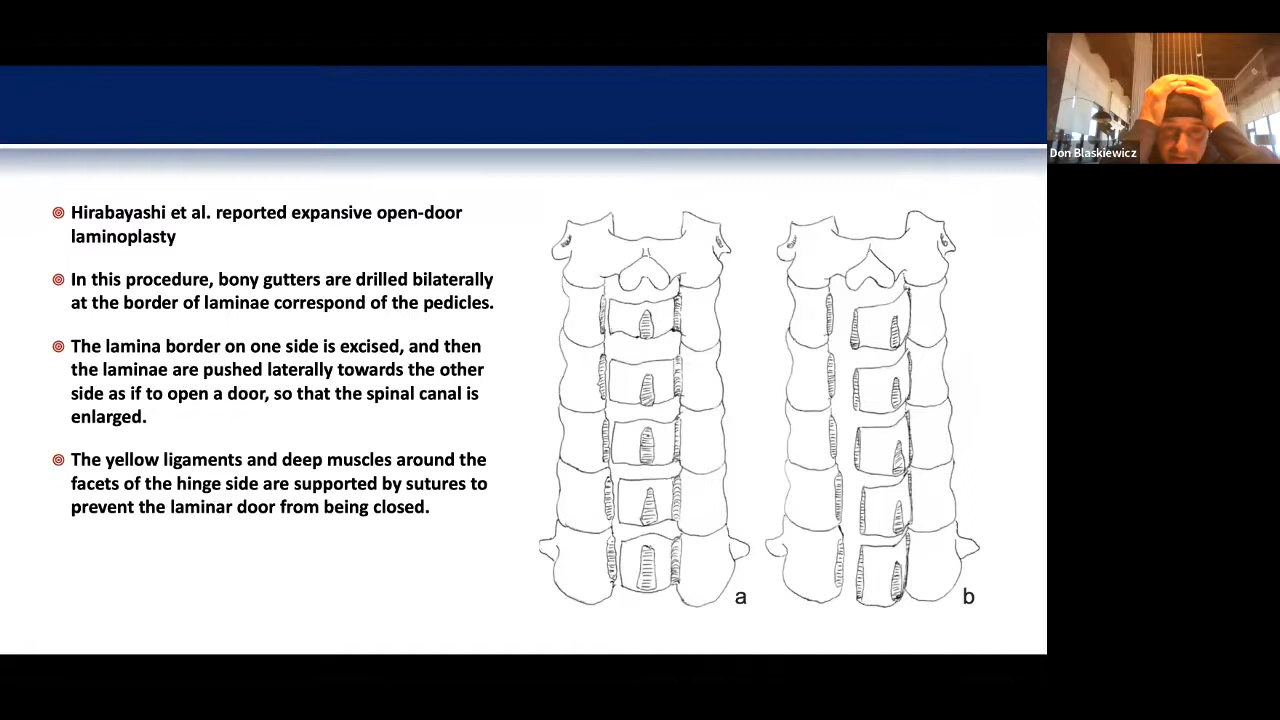 Don Blaskiewicz
Hirabayashi et al. reported expansive open-door
laminoplasty
In this procedure, bony gutters are drilled bilaterally
at the border of laminae correspond of the pedicles.
The lamina border on one side is excised, and then
the laminae are pushed laterally towards the other
side as if to open a door, so that the spinal canal is
enlarged.
The yellow ligaments and deep muscles around the
facets of the hinge side are supported by sutures to
prevent the laminar door from being closed.
a
b